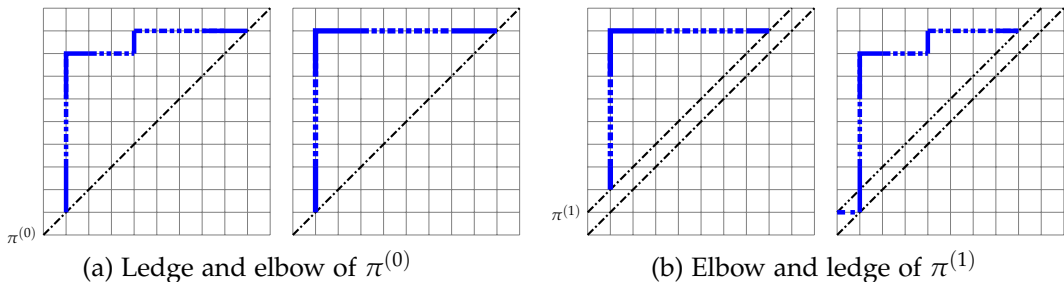 π⁽¹⁾
π⁽⁰⁾
(a) Ledge and elbow of π⁽⁰⁾
(b) Elbow and ledge of π⁽¹⁾